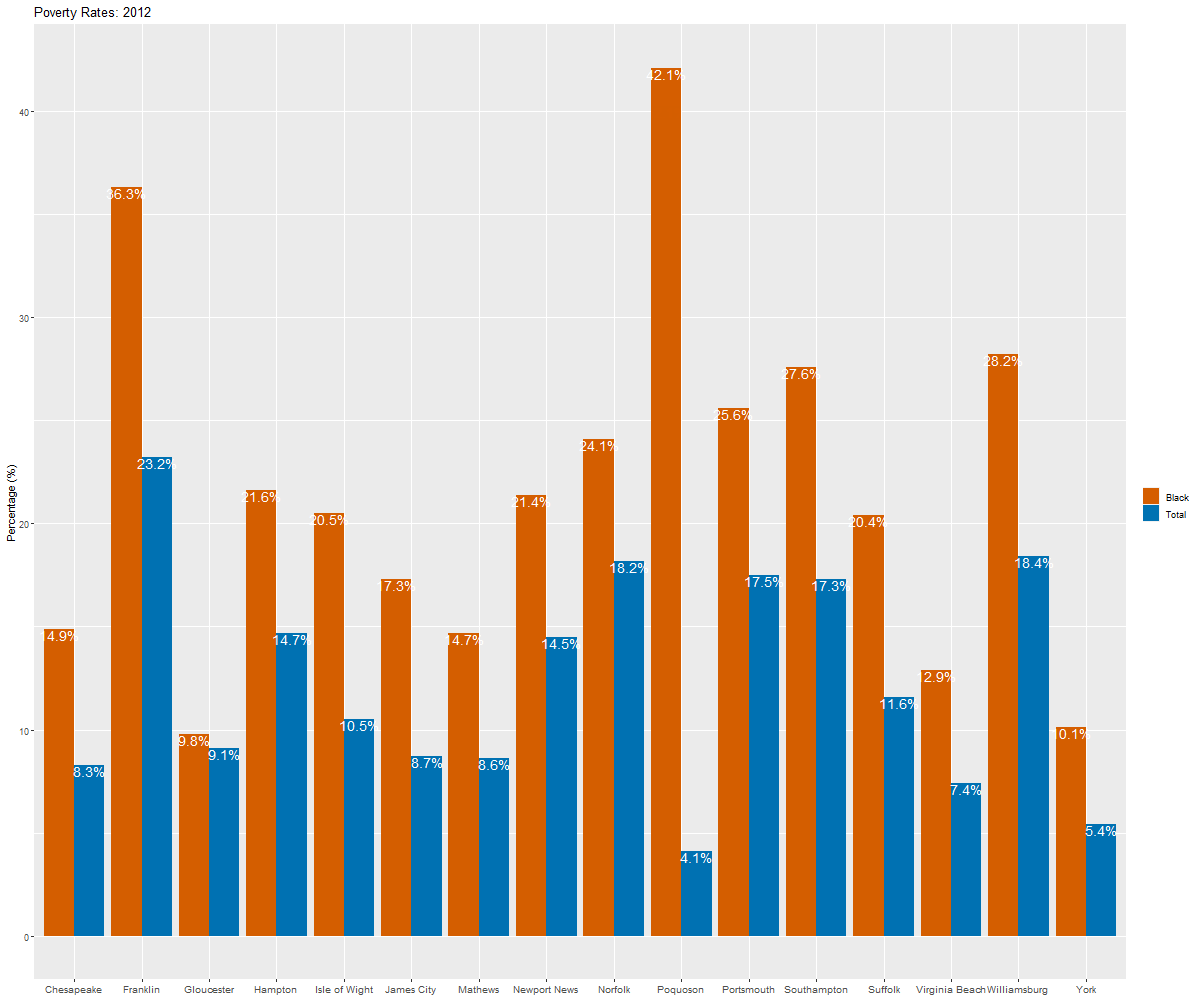 Poverty Rates: 2012
Percentage (%)
40
30
20
10
0
14.9%
8.3%
36.3%
23.2%
9.8%
9.1%
21.6%
14.7%
20.5%
10.5%
17.3%
8.7%
14.7%
8.6%
21.4%
14.5%
24.1%
18.2%
42.1%
4.1%
25.6%
17.5%
27.6%
17.3%
20.4%
11.6%
12.9%
7.4%
28.2%
18.4%
10.1%
5.4%
Chesapeake
Franklin
Gloucester
Hampton
Isle of Wight
James City
Mathews
Newport News
Norfolk
Poquoson
Portsmouth
Southampton
Suffolk
Virginia Beach
Williamsburg
York
Black
Total